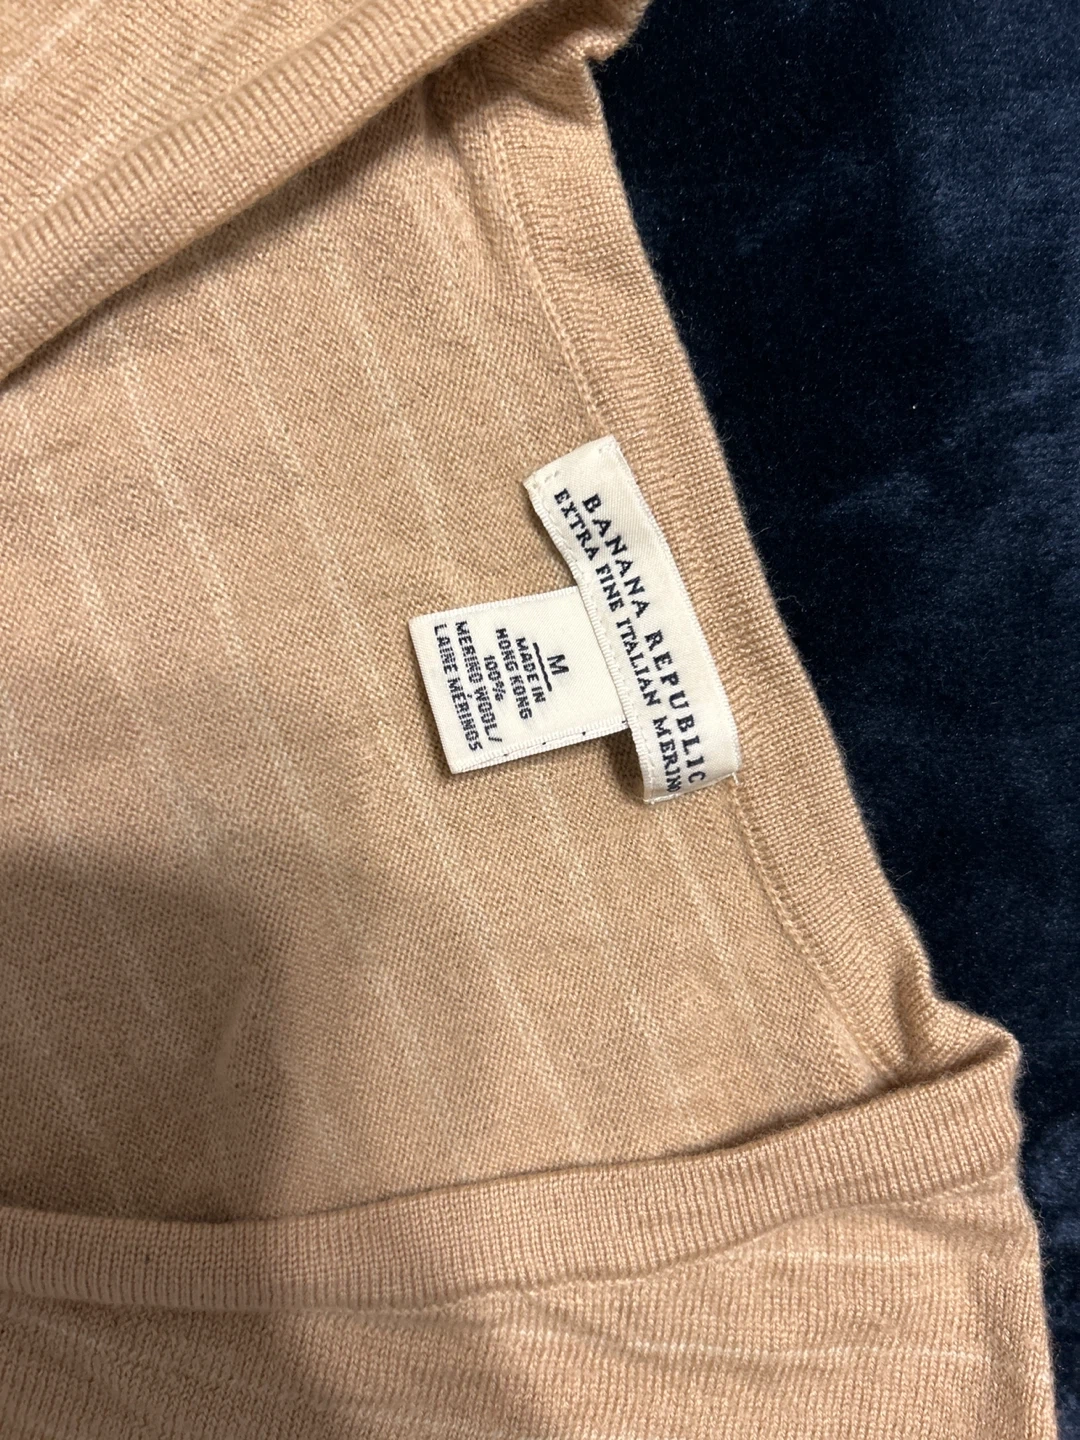 BANANA REPUBLIC
EXTRA FINE ITALIAN MERINO
M
MADE IN
HONG KONG
100%
MERINO WOOL/
LAINE MÉRINOS